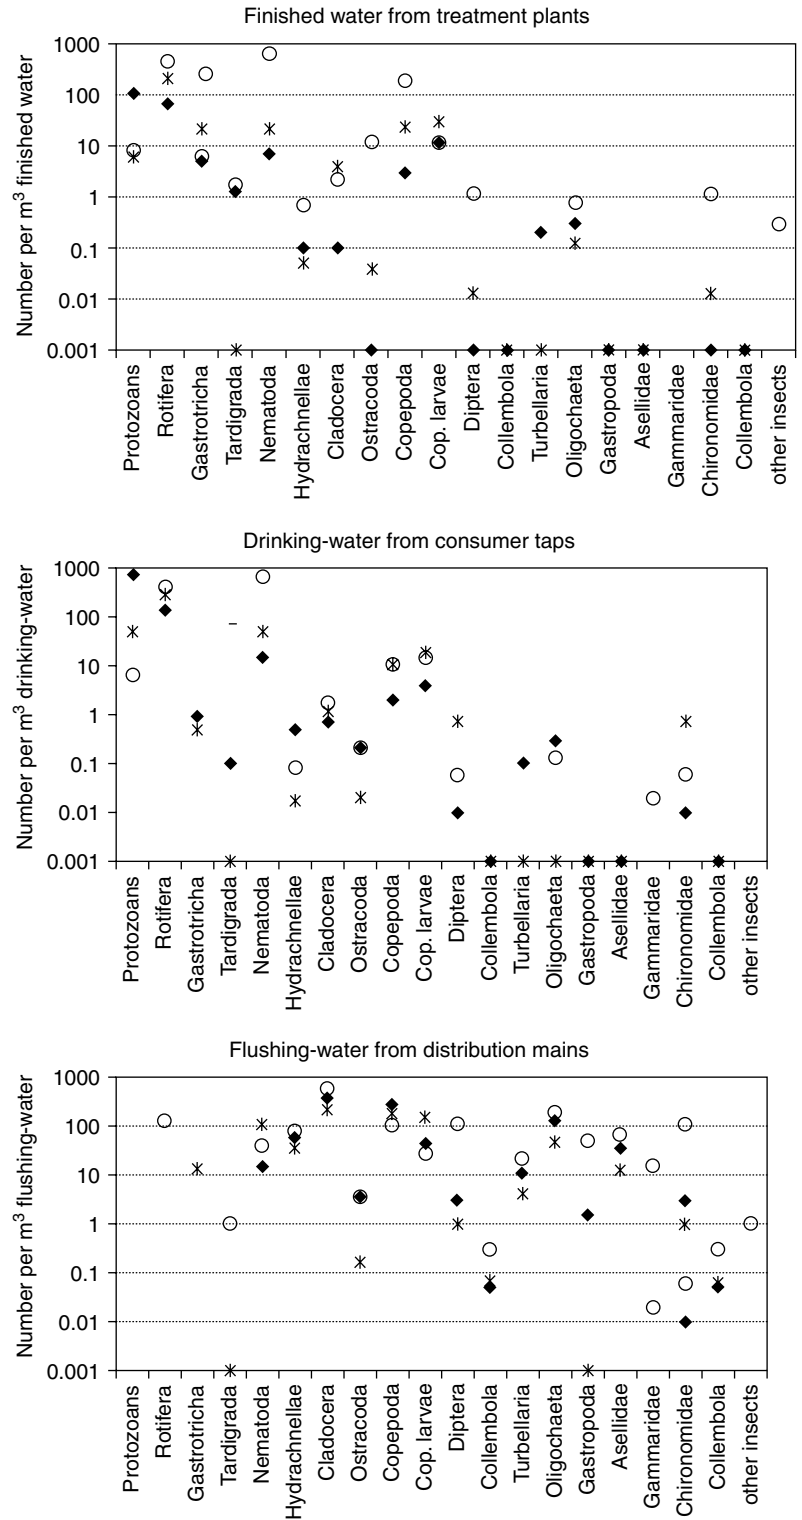 Finished water from treatment plants
Number per m³ finished water
1000
100
10
1
0.1
0.01
0.001
Protozoans
Rotifera
Gastrotricha
Tardigrada
Nematoda
Hydrachnellae
Cladocera
Ostracoda
Copepoda
Cop. larvae
Diptera
Collembola
Turbellaria
Oligochaeta
Gastropoda
Asellidae
Gammaridae
Chironomidae
Collembola
other insects
Drinking-water from consumer taps
Number per m³ drinking-water
1000
100
10
1
0.1
0.01
0.001
Protozoans
Rotifera
Gastrotricha
Tardigrada
Nematoda
Hydrachnellae
Cladocera
Ostracoda
Copepoda
Cop. larvae
Diptera
Collembola
Turbellaria
Oligochaeta
Gastropoda
Asellidae
Gammaridae
Chironomidae
Collembola
other insects
Flushing-water from distribution mains
Number per m³ flushing-water
1000
100
10
1
0.1
0.01
0.001
Protozoans
Rotifera
Gastrotricha
Tardigrada
Nematoda
Hydrachnellae
Cladocera
Ostracoda
Copepoda
Cop. larvae
Diptera
Collembola
Turbellaria
Oligochaeta
Gastropoda
Asellidae
Gammaridae
Chironomidae
Collembola
other insects